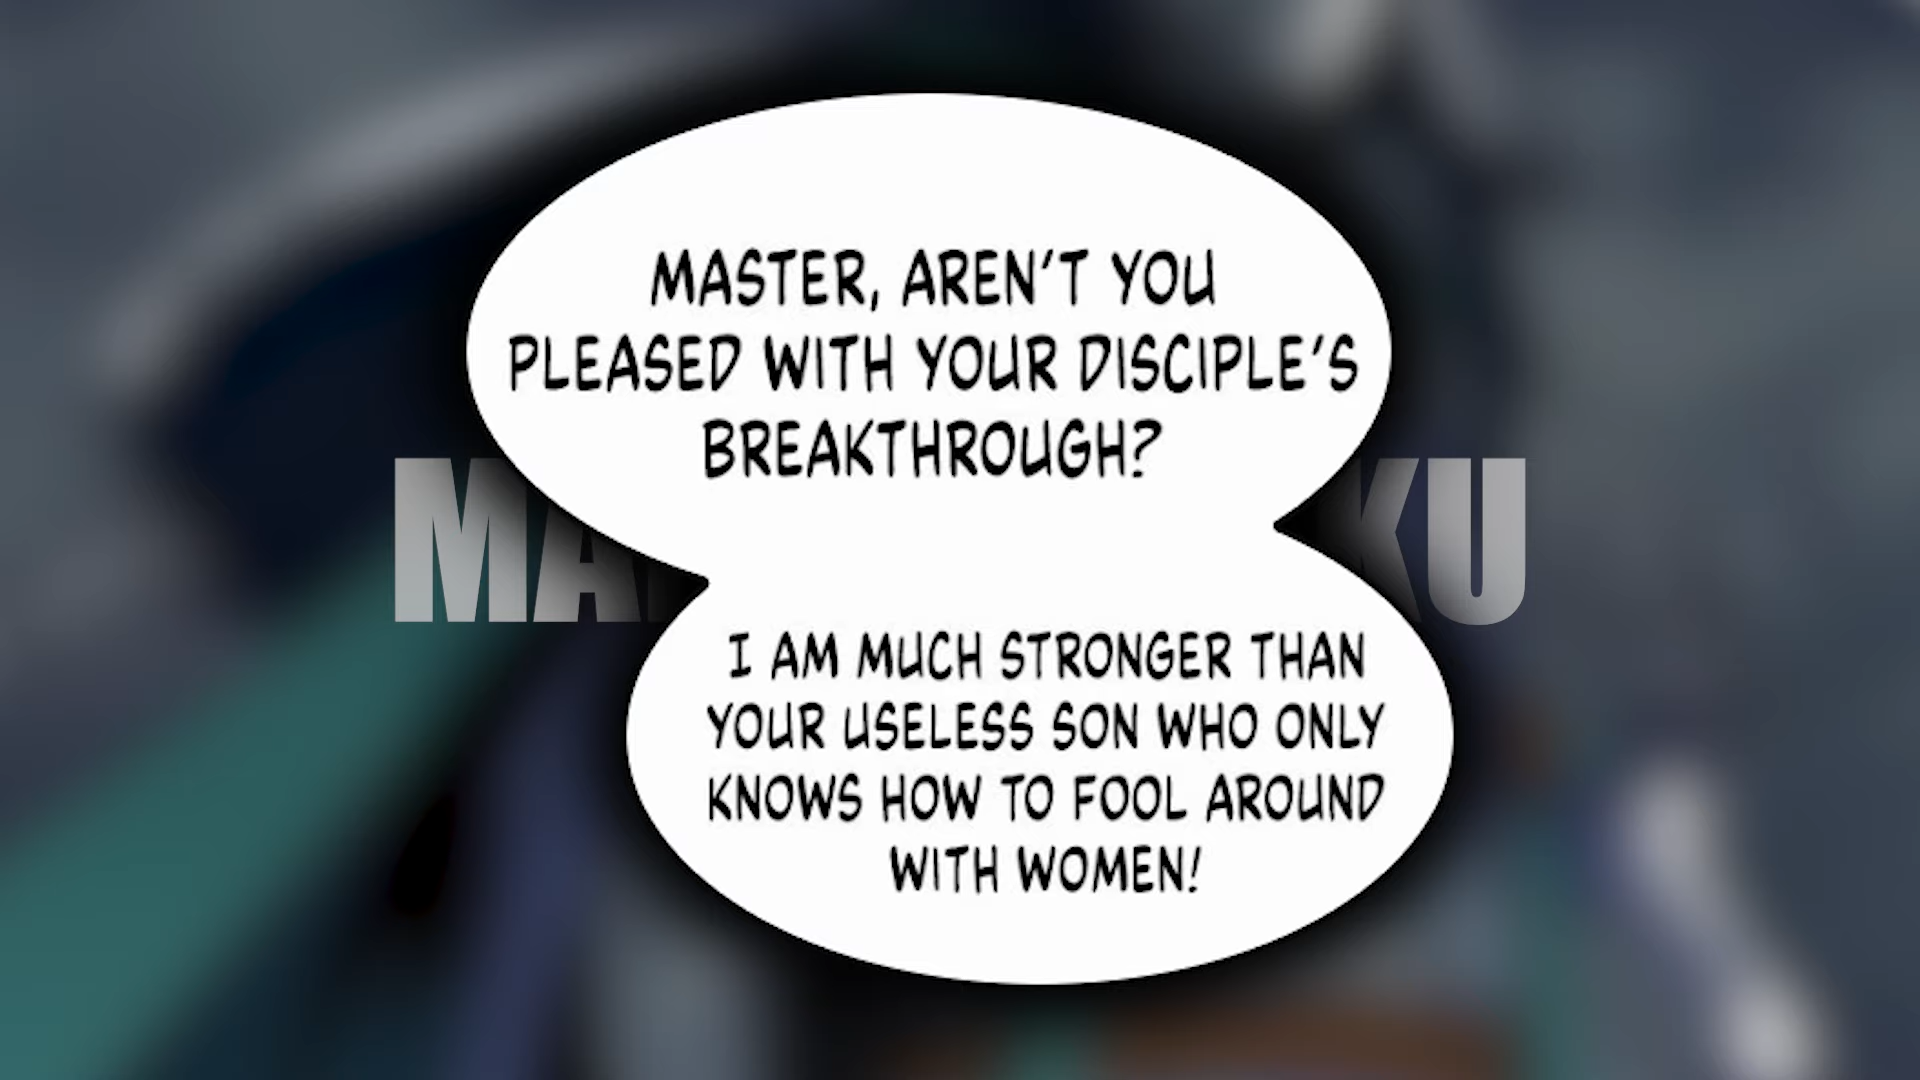 MASTER, AREN'T YOU
PLEASED WITH YOUR DISCIPLE'S
BREAKTHROUGH?
I AM MUCH STRONGER THAN
YOUR USELESS SON WHO ONLY
KNOWS HOW TO FOOL AROUND
WITH WOMEN!